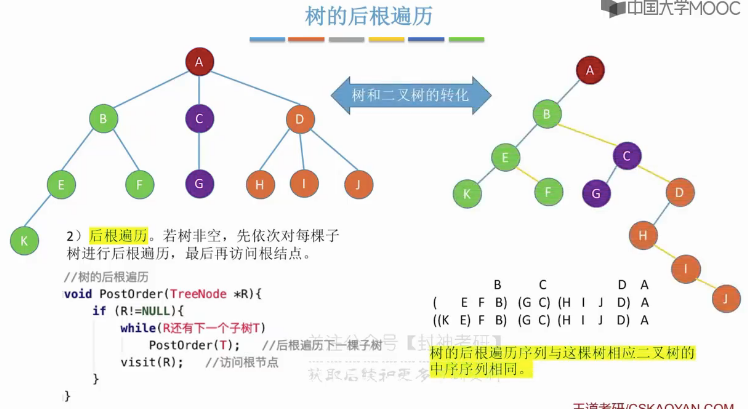 树的后根遍历
中国大学MOOC
A
B
C
D
E
F
G
H
I
J
K
树和二叉树的转化
A
B
E
C
K
F
G
D
H
I
J
2）后根遍历。若树非空，先依次对每棵子
树进行后根遍历，最后再访问根结点。
//树的后根遍历
void PostOrder(TreeNode *R){
if (R!=NULL){
while(R还有下一个子树T)
PostOrder(T); //后根遍历下一棵子树
visit(R); //访问根节点
}
}
B C D A
( E F B) (G C) (H I J D) A
((K E) F B) (G C) (H I J D) A
树的后根遍历序列与这棵树相应二叉树的
中序序列相同。
王道考研/CSKAOYAN.COM